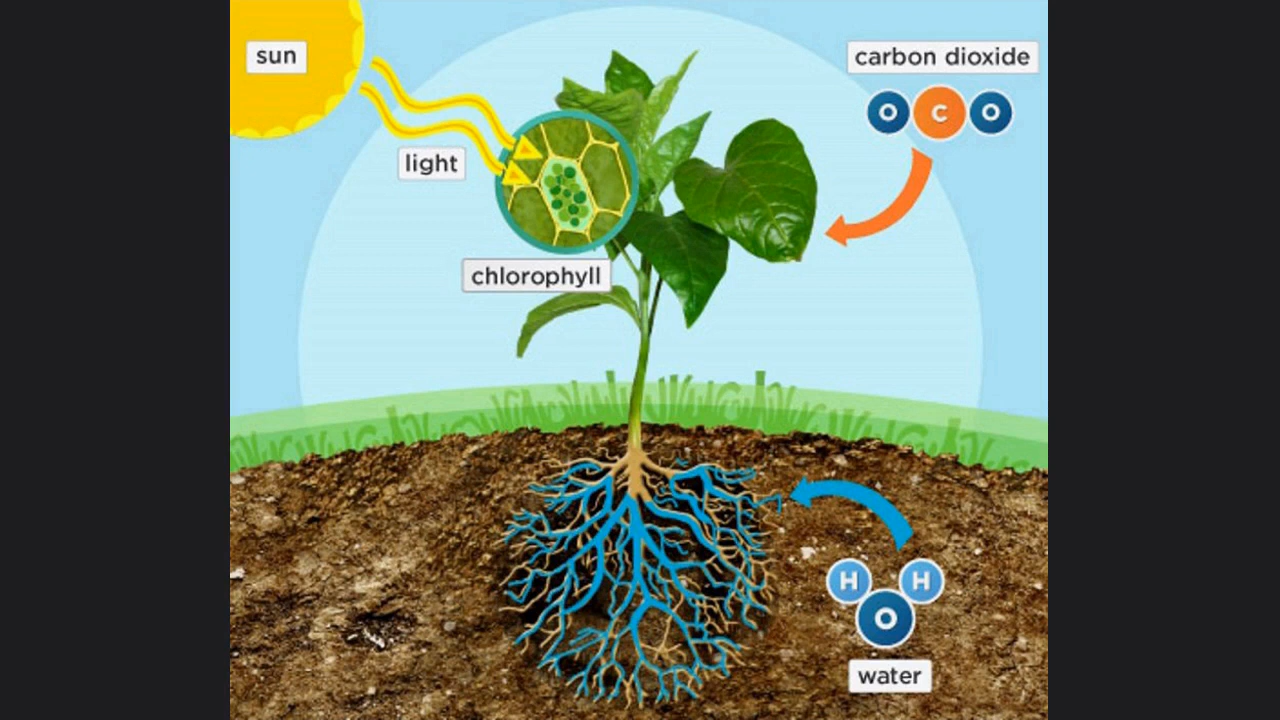 sun
carbon dioxide
O C O
light
chlorophyll
H H
O
water